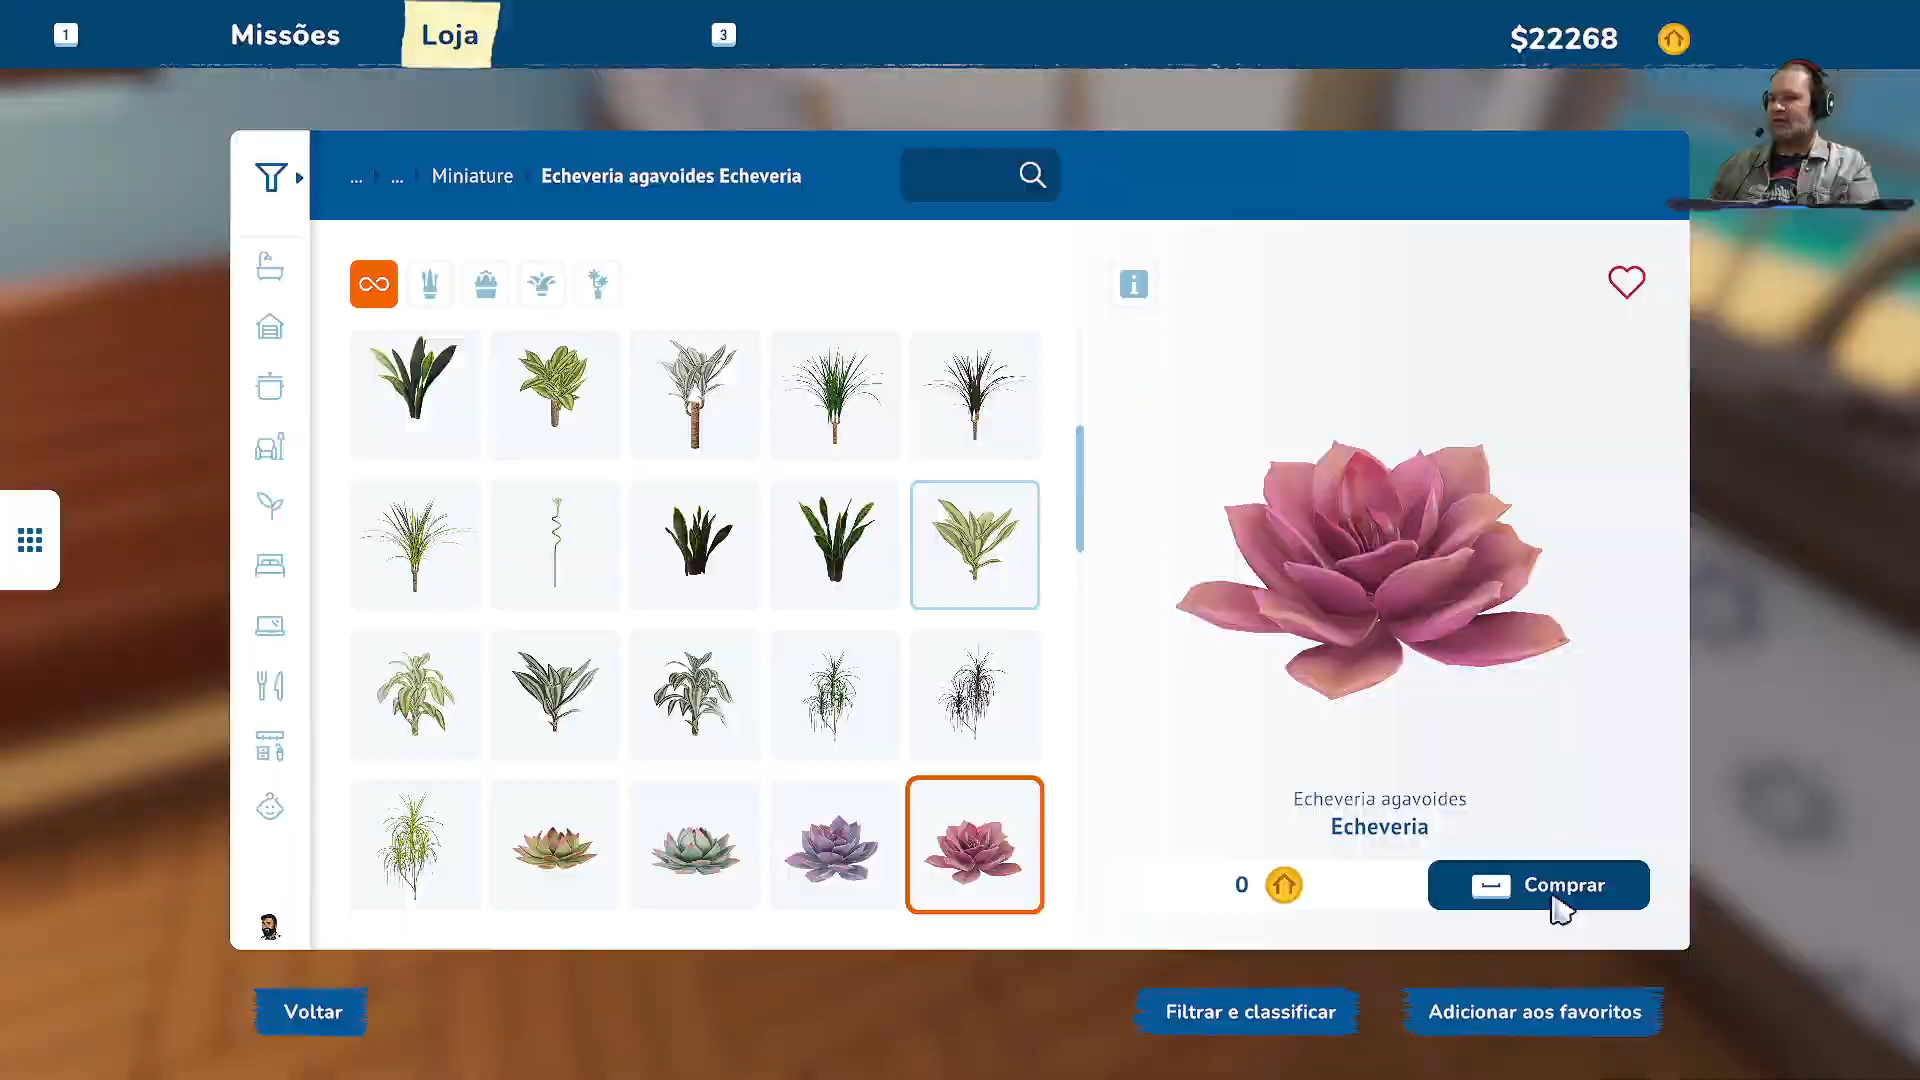 1
Missões
Loja
3
$22268
... ... Miniature Echeveria agavoides Echeveria
Echeveria agavoides
Echeveria
0
Comprar
Voltar
Filtrar e classificar
Adicionar aos favoritos